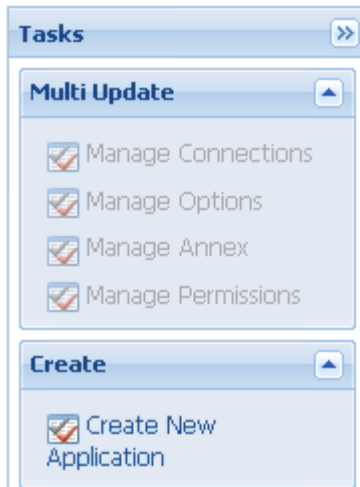 Tasks
Multi Update
Manage Connections
Manage Options
Manage Annex
Manage Permissions
Create
Create New
Application